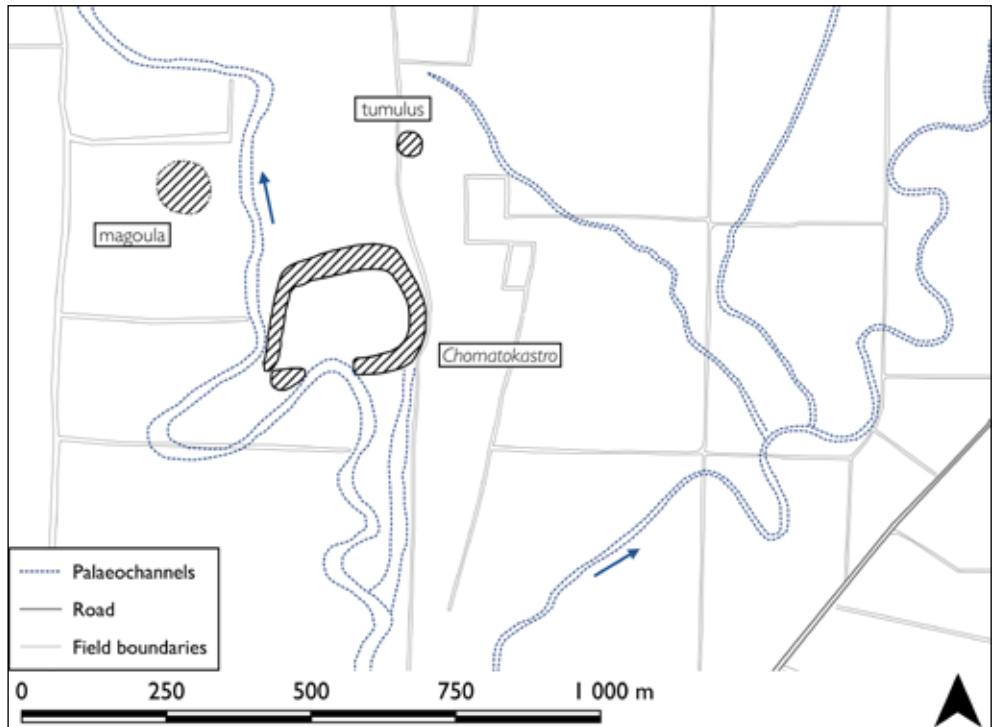 tumulus
magoula
Chomatokastro
Palaeochannels
Road
Field boundaries
0 250 500 750 1 000 m